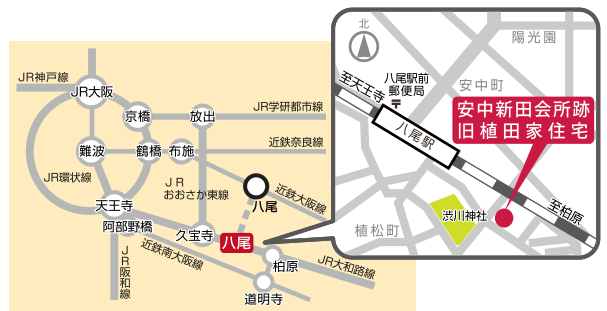 JR神戸線
JR大阪
京橋
放出
JR学研都市線
難波
鶴橋
布施
近鉄奈良線
JR環状線
JR
おおさか東線
八尾
近鉄大阪線
天王寺
阿部野橋
久宝寺
八尾
近鉄南大阪線
JR阪和線
柏原
JR大和路線
道明寺
北
陽光園
至天王寺
八尾駅前
郵便局
安中町
安中新田会所跡
旧植田家住宅
八尾駅
至柏原
渋川神社
植松町